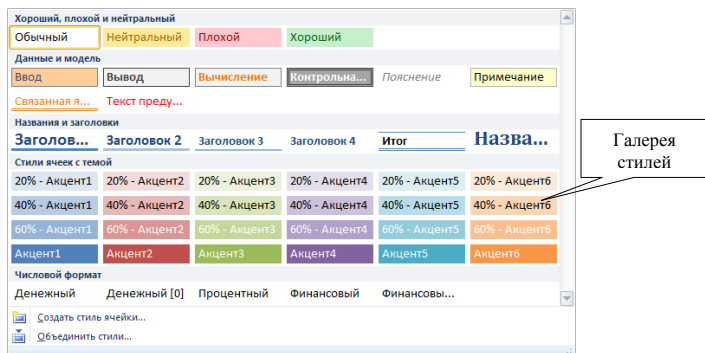 Хороший, плохой и нейтральный
Обычный Нейтральный Плохой Хороший
Данные и модель
Ввод Вывод Вычисление Контрольна... Пояснение Примечание
Связанная я... Текст преду...
Названия и заголовки
Заголов... Заголовок 2 Заголовок 3 Заголовок 4 Итог Назва...
Стили ячеек с темой
20% - Акцент1 20% - Акцент2 20% - Акцент3 20% - Акцент4 20% - Акцент5 20% - Акцент6
40% - Акцент1 40% - Акцент2 40% - Акцент3 40% - Акцент4 40% - Акцент5 40% - Акцент6
60% - Акцент1 60% - Акцент2 60% - Акцент3 60% - Акцент4 60% - Акцент5 60% - Акцент6
Акцент1 Акцент2 Акцент3 Акцент4 Акцент5 Акцент6
Числовой формат
Денежный Денежный [0] Процентный Финансовый Финансовы...
Создать стиль ячейки...
Объединить стили...
Галерея
стилей